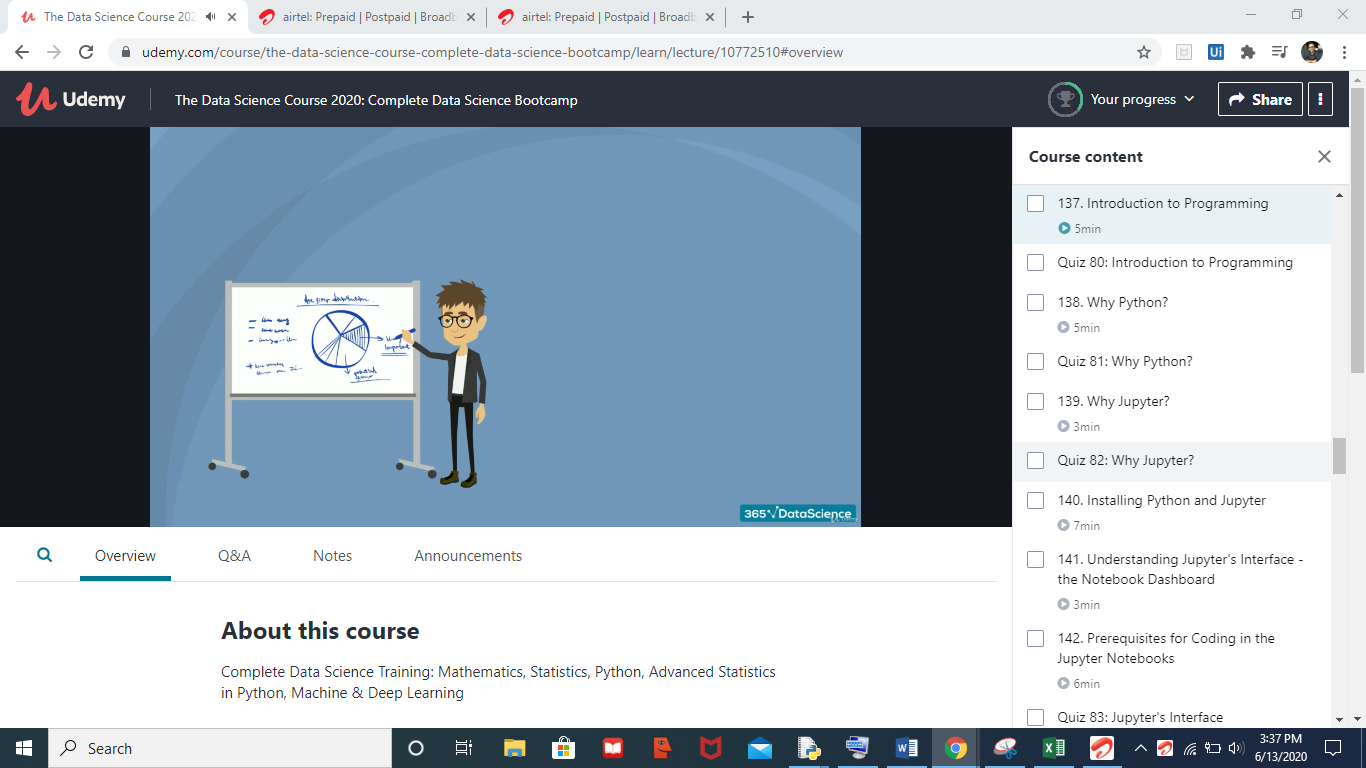 The Data Science Course 202
airtel: Prepaid | Postpaid | Broadb
airtel: Prepaid | Postpaid | Broadb
udemy.com/course/the-data-science-course-complete-data-science-bootcamp/learn/lecture/10772510#overview
Ui
Udemy
The Data Science Course 2020: Complete Data Science Bootcamp
Your progress
Share
365√DataScience
Course content
137. Introduction to Programming
5min
Quiz 80: Introduction to Programming
138. Why Python?
5min
Quiz 81: Why Python?
139. Why Jupyter?
3min
Quiz 82: Why Jupyter?
140. Installing Python and Jupyter
7min
141. Understanding Jupyter's Interface -
the Notebook Dashboard
3min
142. Prerequisites for Coding in the
Jupyter Notebooks
6min
Quiz 83: Jupyter's Interface
Overview
Q&A
Notes
Announcements
About this course
Complete Data Science Training: Mathematics, Statistics, Python, Advanced Statistics
in Python, Machine & Deep Learning
Search
3:37 PM
6/13/2020